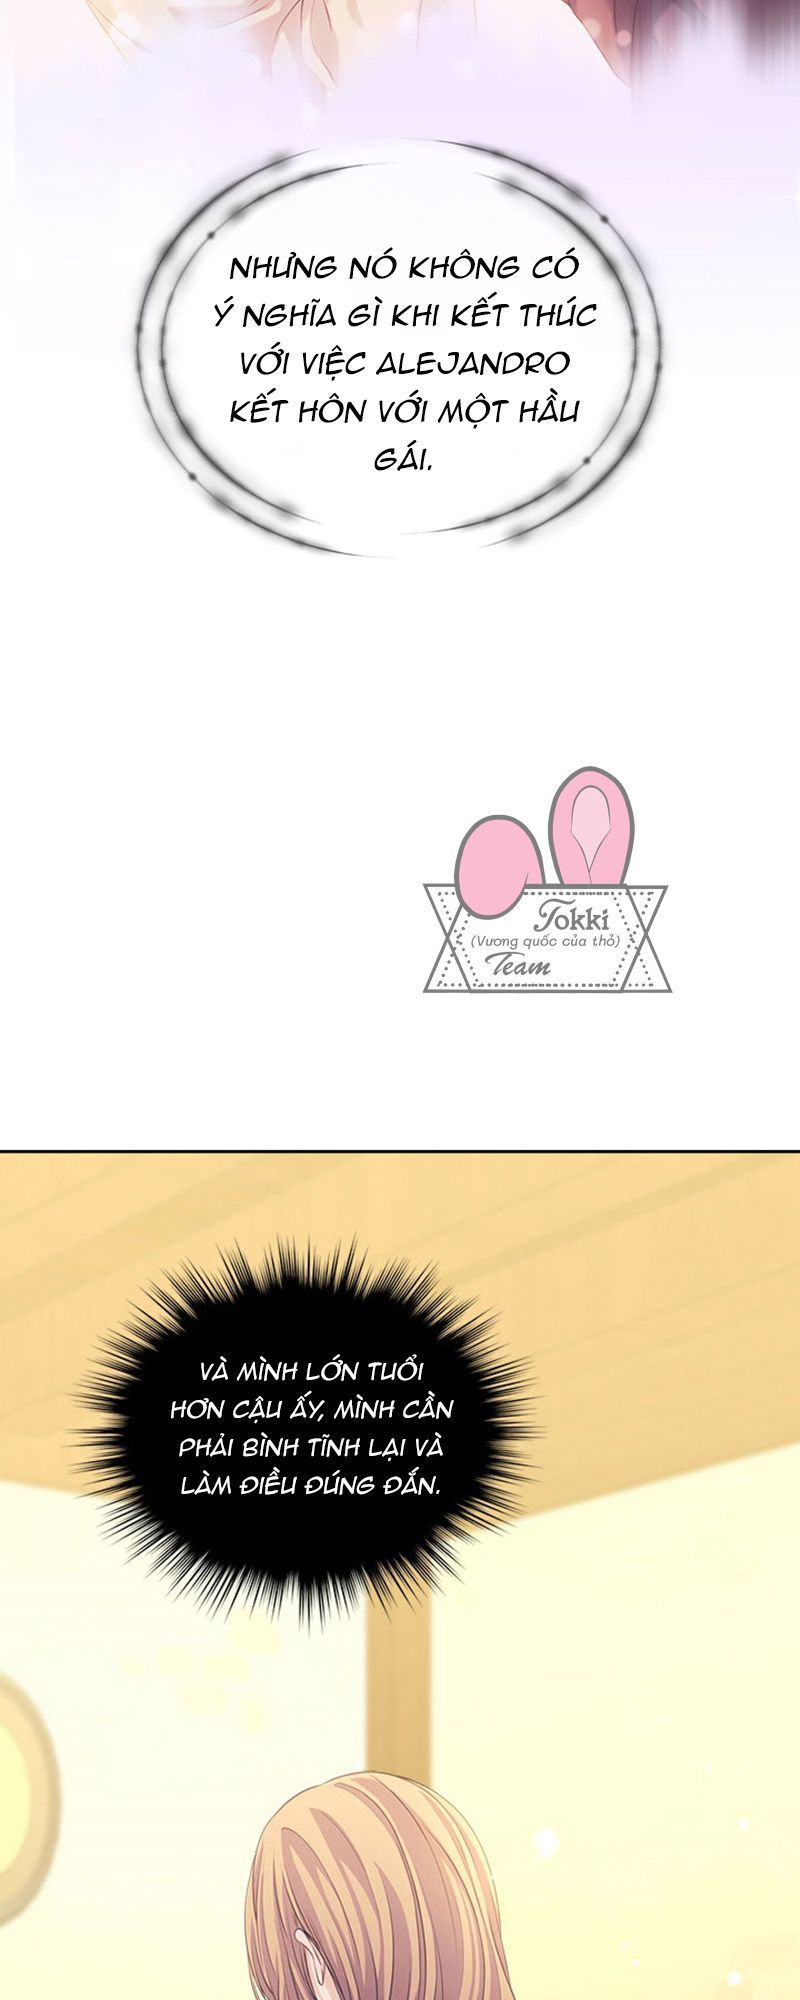 NHƯNG NÓ KHÔNG CÓ
Ý NGHĨA GÌ KHI KẾT THÚC
VỚI VIỆC ALEJANDRO
KẾT HÔN VỚI MỘT HẦU
GÁI.
Tokki
(Vương quốc của thỏ)
Team
VÀ MÌNH LỚN TUỔI
HƠN CẬU ẤY, MÌNH CẦN
PHẢI BÌNH TĨNH LẠI VÀ
LÀM ĐIỀU ĐÚNG ĐẮN.